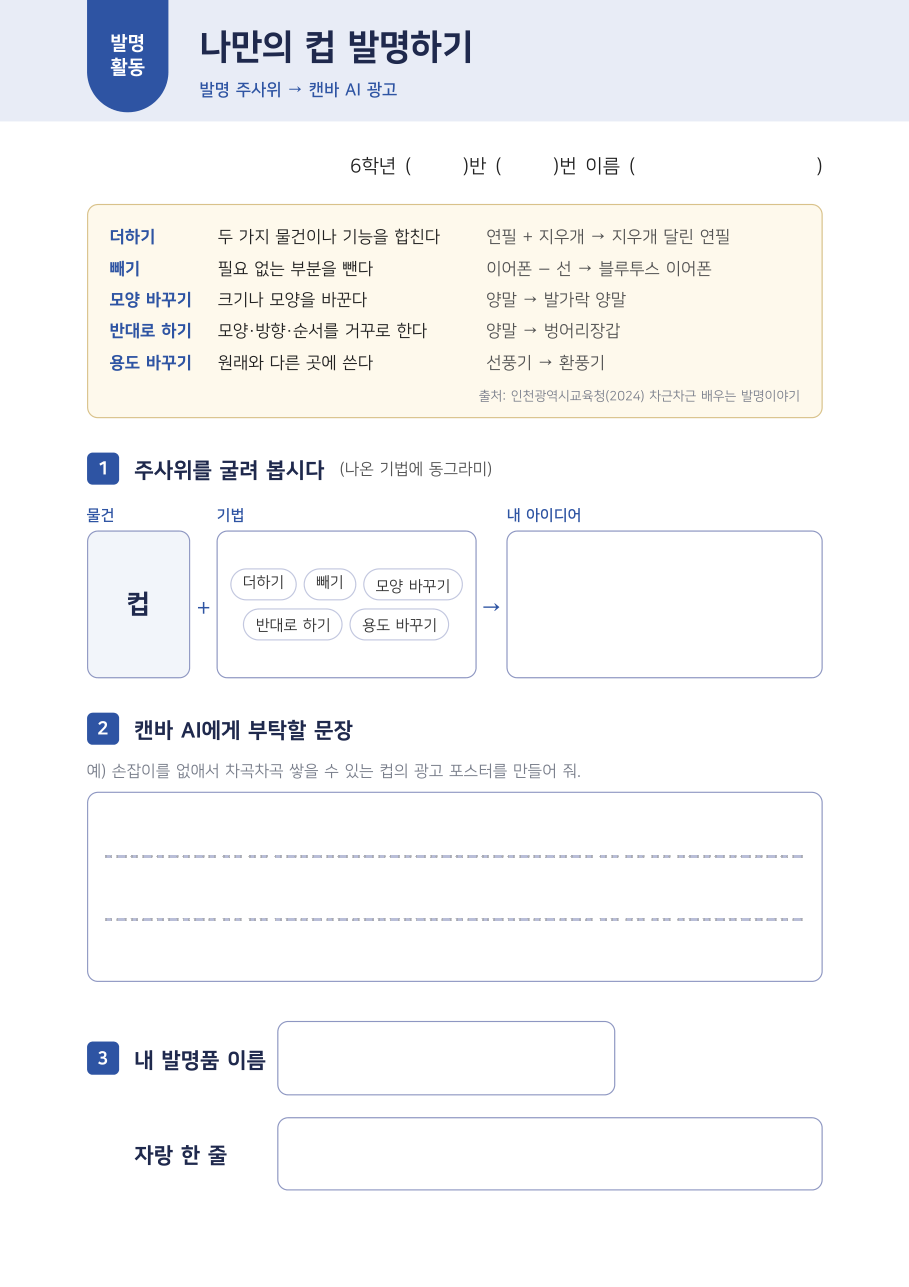 발명
활동
나만의 컵 발명하기
발명 주사위 → 캔바 AI 광고
6학년 ( )반 ( )번 이름 ( )
더하기 두 가지 물건이나 기능을 합친다 연필 + 지우개 → 지우개 달린 연필
빼기 필요 없는 부분을 뺀다 이어폰 − 선 → 블루투스 이어폰
모양 바꾸기 크기나 모양을 바꾼다 양말 → 발가락 양말
반대로 하기 모양·방향·순서를 거꾸로 한다 양말 → 벙어리장갑
용도 바꾸기 원래와 다른 곳에 쓴다 선풍기 → 환풍기
출처: 인천광역시교육청(2024) 차근차근 배우는 발명이야기
1 주사위를 굴려 봅시다 (나온 기법에 동그라미)
물건 기법 내 아이디어
더하기 빼기 모양 바꾸기
컵 + →
반대로 하기 용도 바꾸기
2 캔바 AI에게 부탁할 문장
예) 손잡이를 없애서 차곡차곡 쌓을 수 있는 컵의 광고 포스터를 만들어 줘.
3 내 발명품 이름
자랑 한 줄